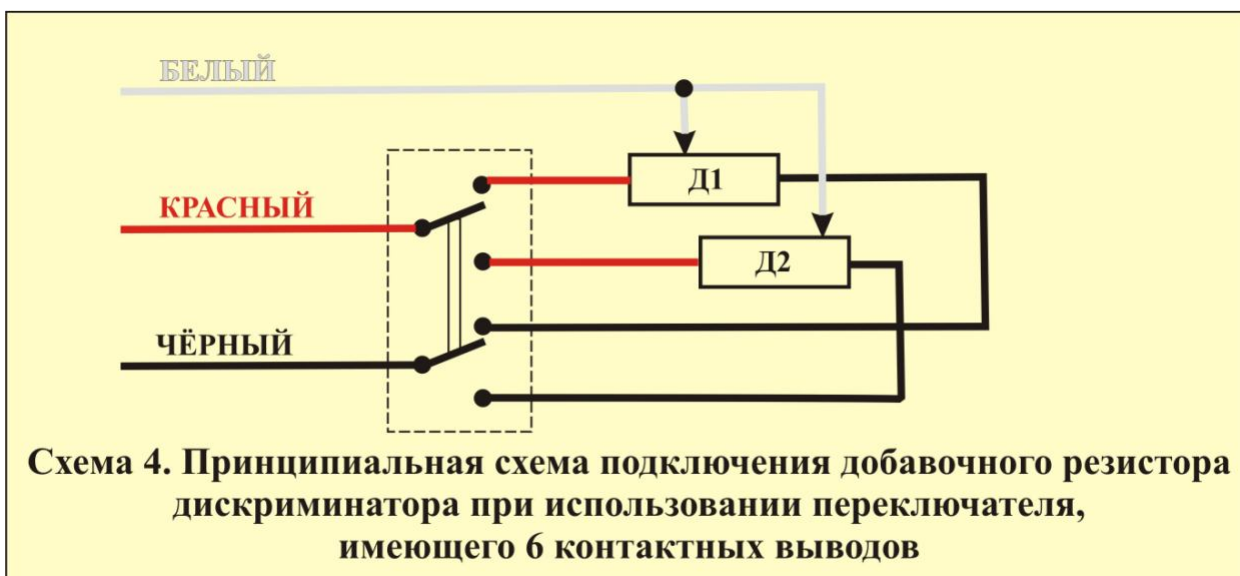 БЕЛЫЙ
Д1
КРАСНЫЙ
Д2
ЧЁРНЫЙ
Схема 4. Принципиальная схема подключения добавочного резистора
дискриминатора при использовании переключателя,
имеющего 6 контактных выводов